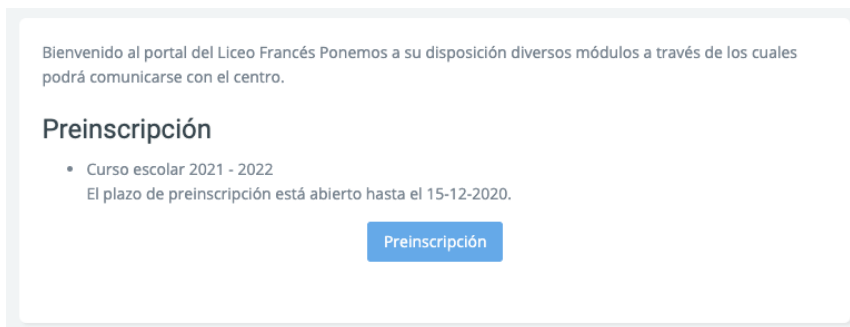 Bienvenido al portal del Liceo Francés Ponemos a su disposición diversos módulos a través de los cuales
podrá comunicarse con el centro.
Preinscripción
• Curso escolar 2021 - 2022
El plazo de preinscripción está abierto hasta el 15-12-2020.
Preinscripción